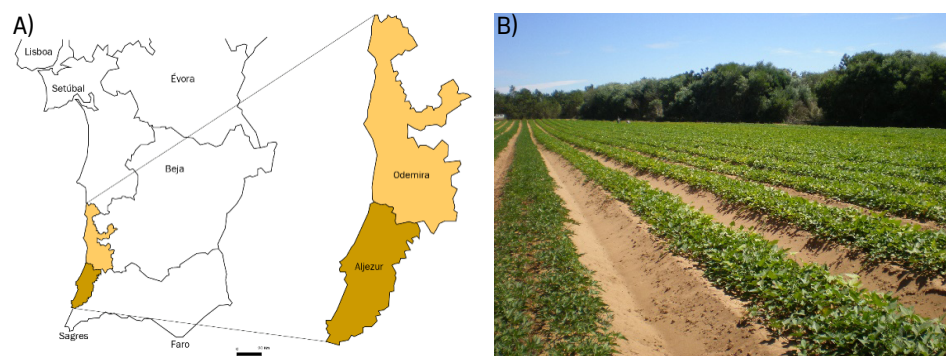 A)
Lisboa
Setúbal
Évora
Beja
Sagres
Faro
Odemira
Aljezur
B)